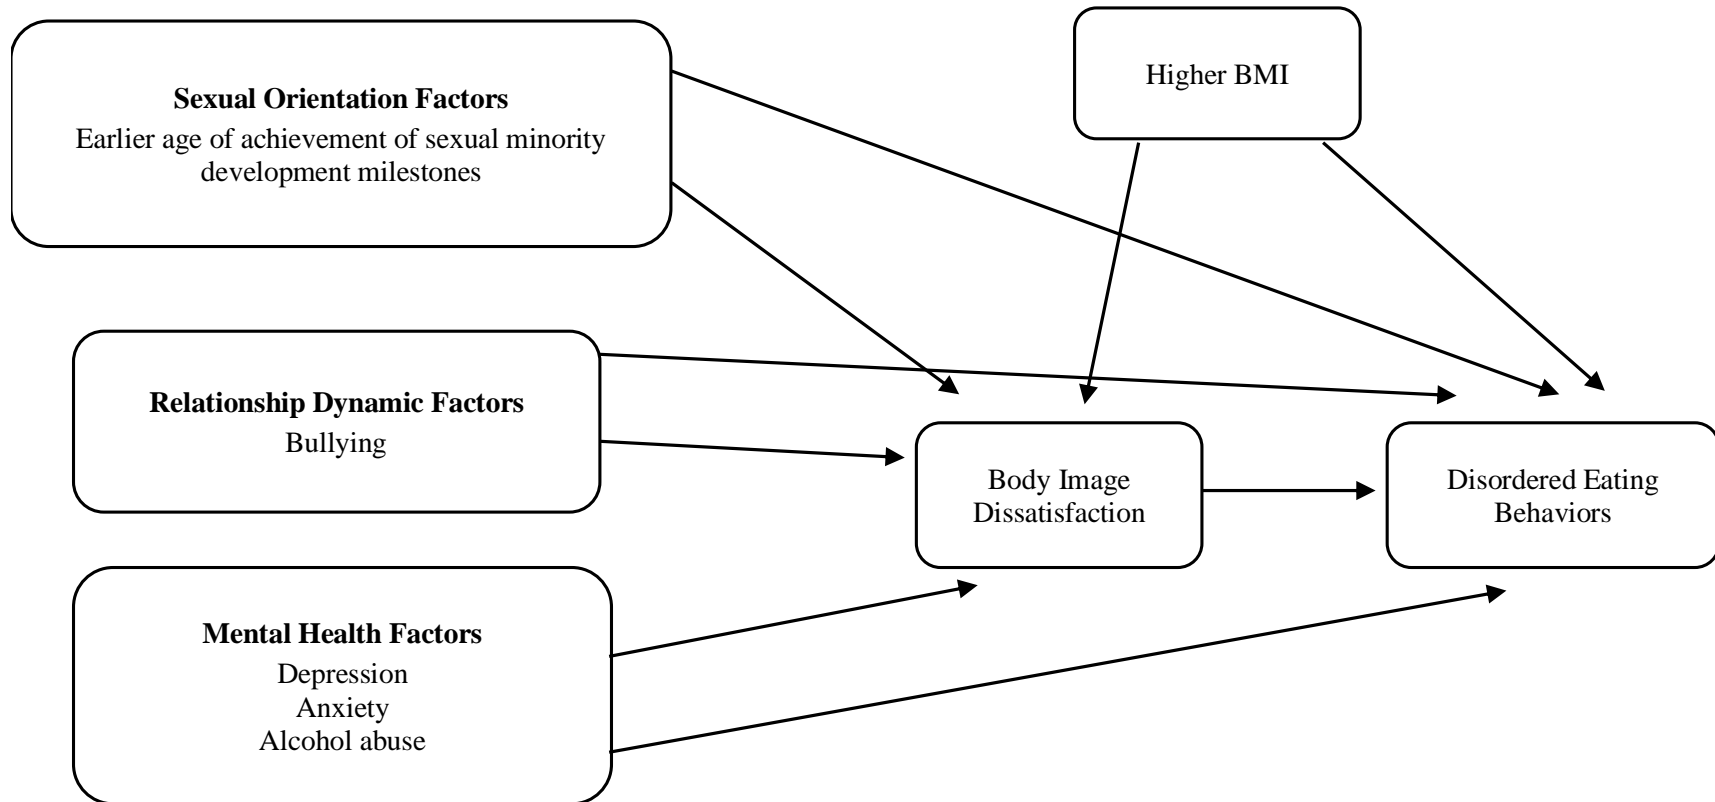 Sexual Orientation Factors
Earlier age of achievement of sexual minority
development milestones
Higher BMI
Relationship Dynamic Factors
Bullying
Body Image
Dissatisfaction
Disordered Eating
Behaviors
Mental Health Factors
Depression
Anxiety
Alcohol abuse